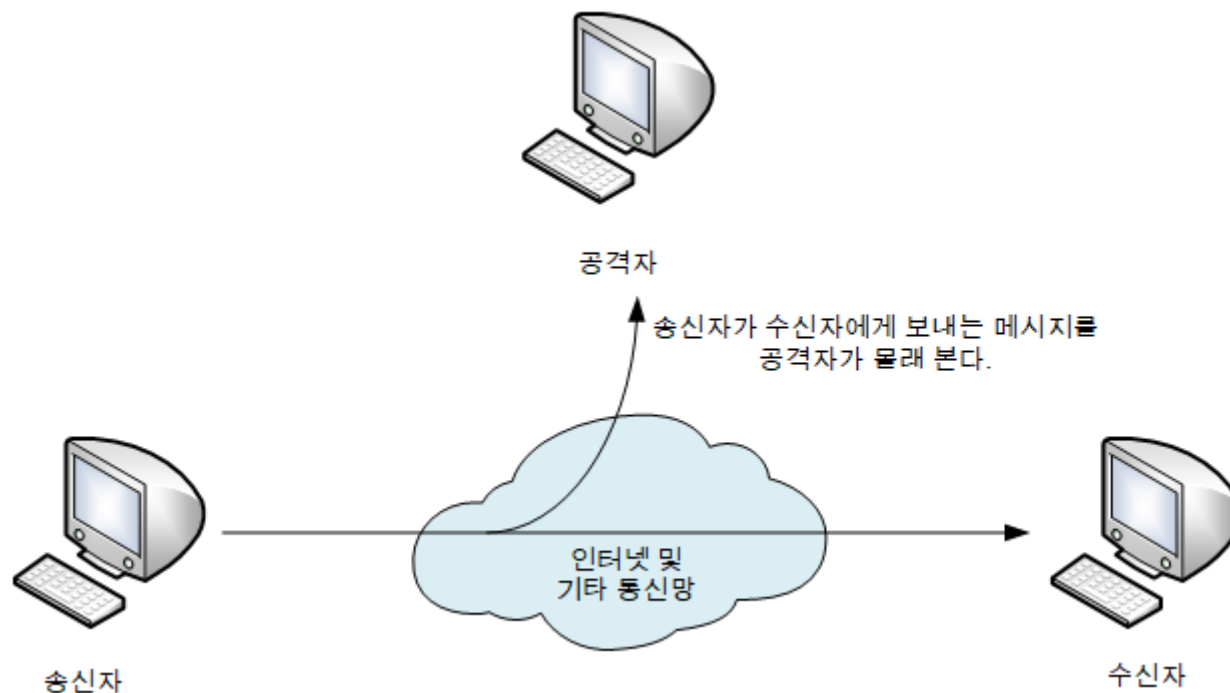 공격자
송신자가 수신자에게 보내는 메시지를
공격자가 몰래 본다.
인터넷 및
기타 통신망
송신자
수신자